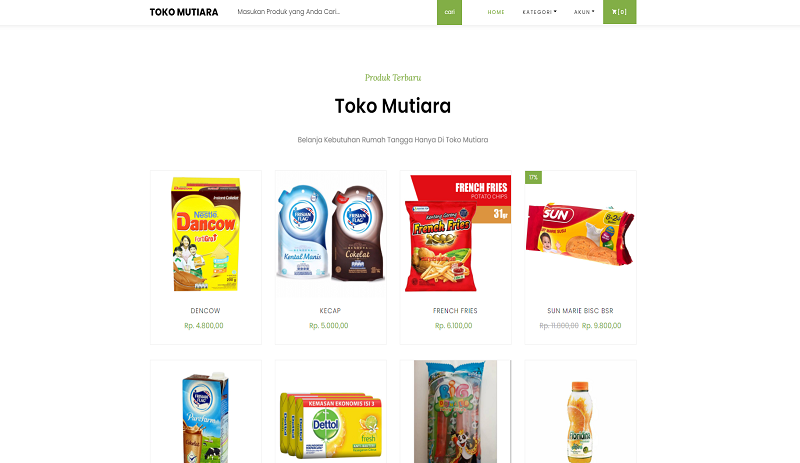 TOKO MUTIARA
Masukan Produk yang Anda Cari...
cari
HOME
KATEGORI
AKUN
[0]
Produk Terbaru
Toko Mutiara
Belanja Kebutuhan Rumah Tangga Hanya Di Toko Mutiara
Nestle
Dancow
FortiGro
FRISIAN FLAG
Kental Manis
FRISIAN FLAG
Cokelat
FRENCH FRIES
POTATO CHIPS
31gr
French Fries
2000
17%
SUN
DENCOW
Rp. 4.800,00
KECAP
Rp. 5.000,00
FRENCH FRIES
Rp. 6.100,00
SUN MARIE BISC BSR
Rp. 11.800,00 Rp. 9.800,00
FRISIAN FLAG
Purefarm
KEMASAN EKONOMIS ISI 3
Dettol
fresh